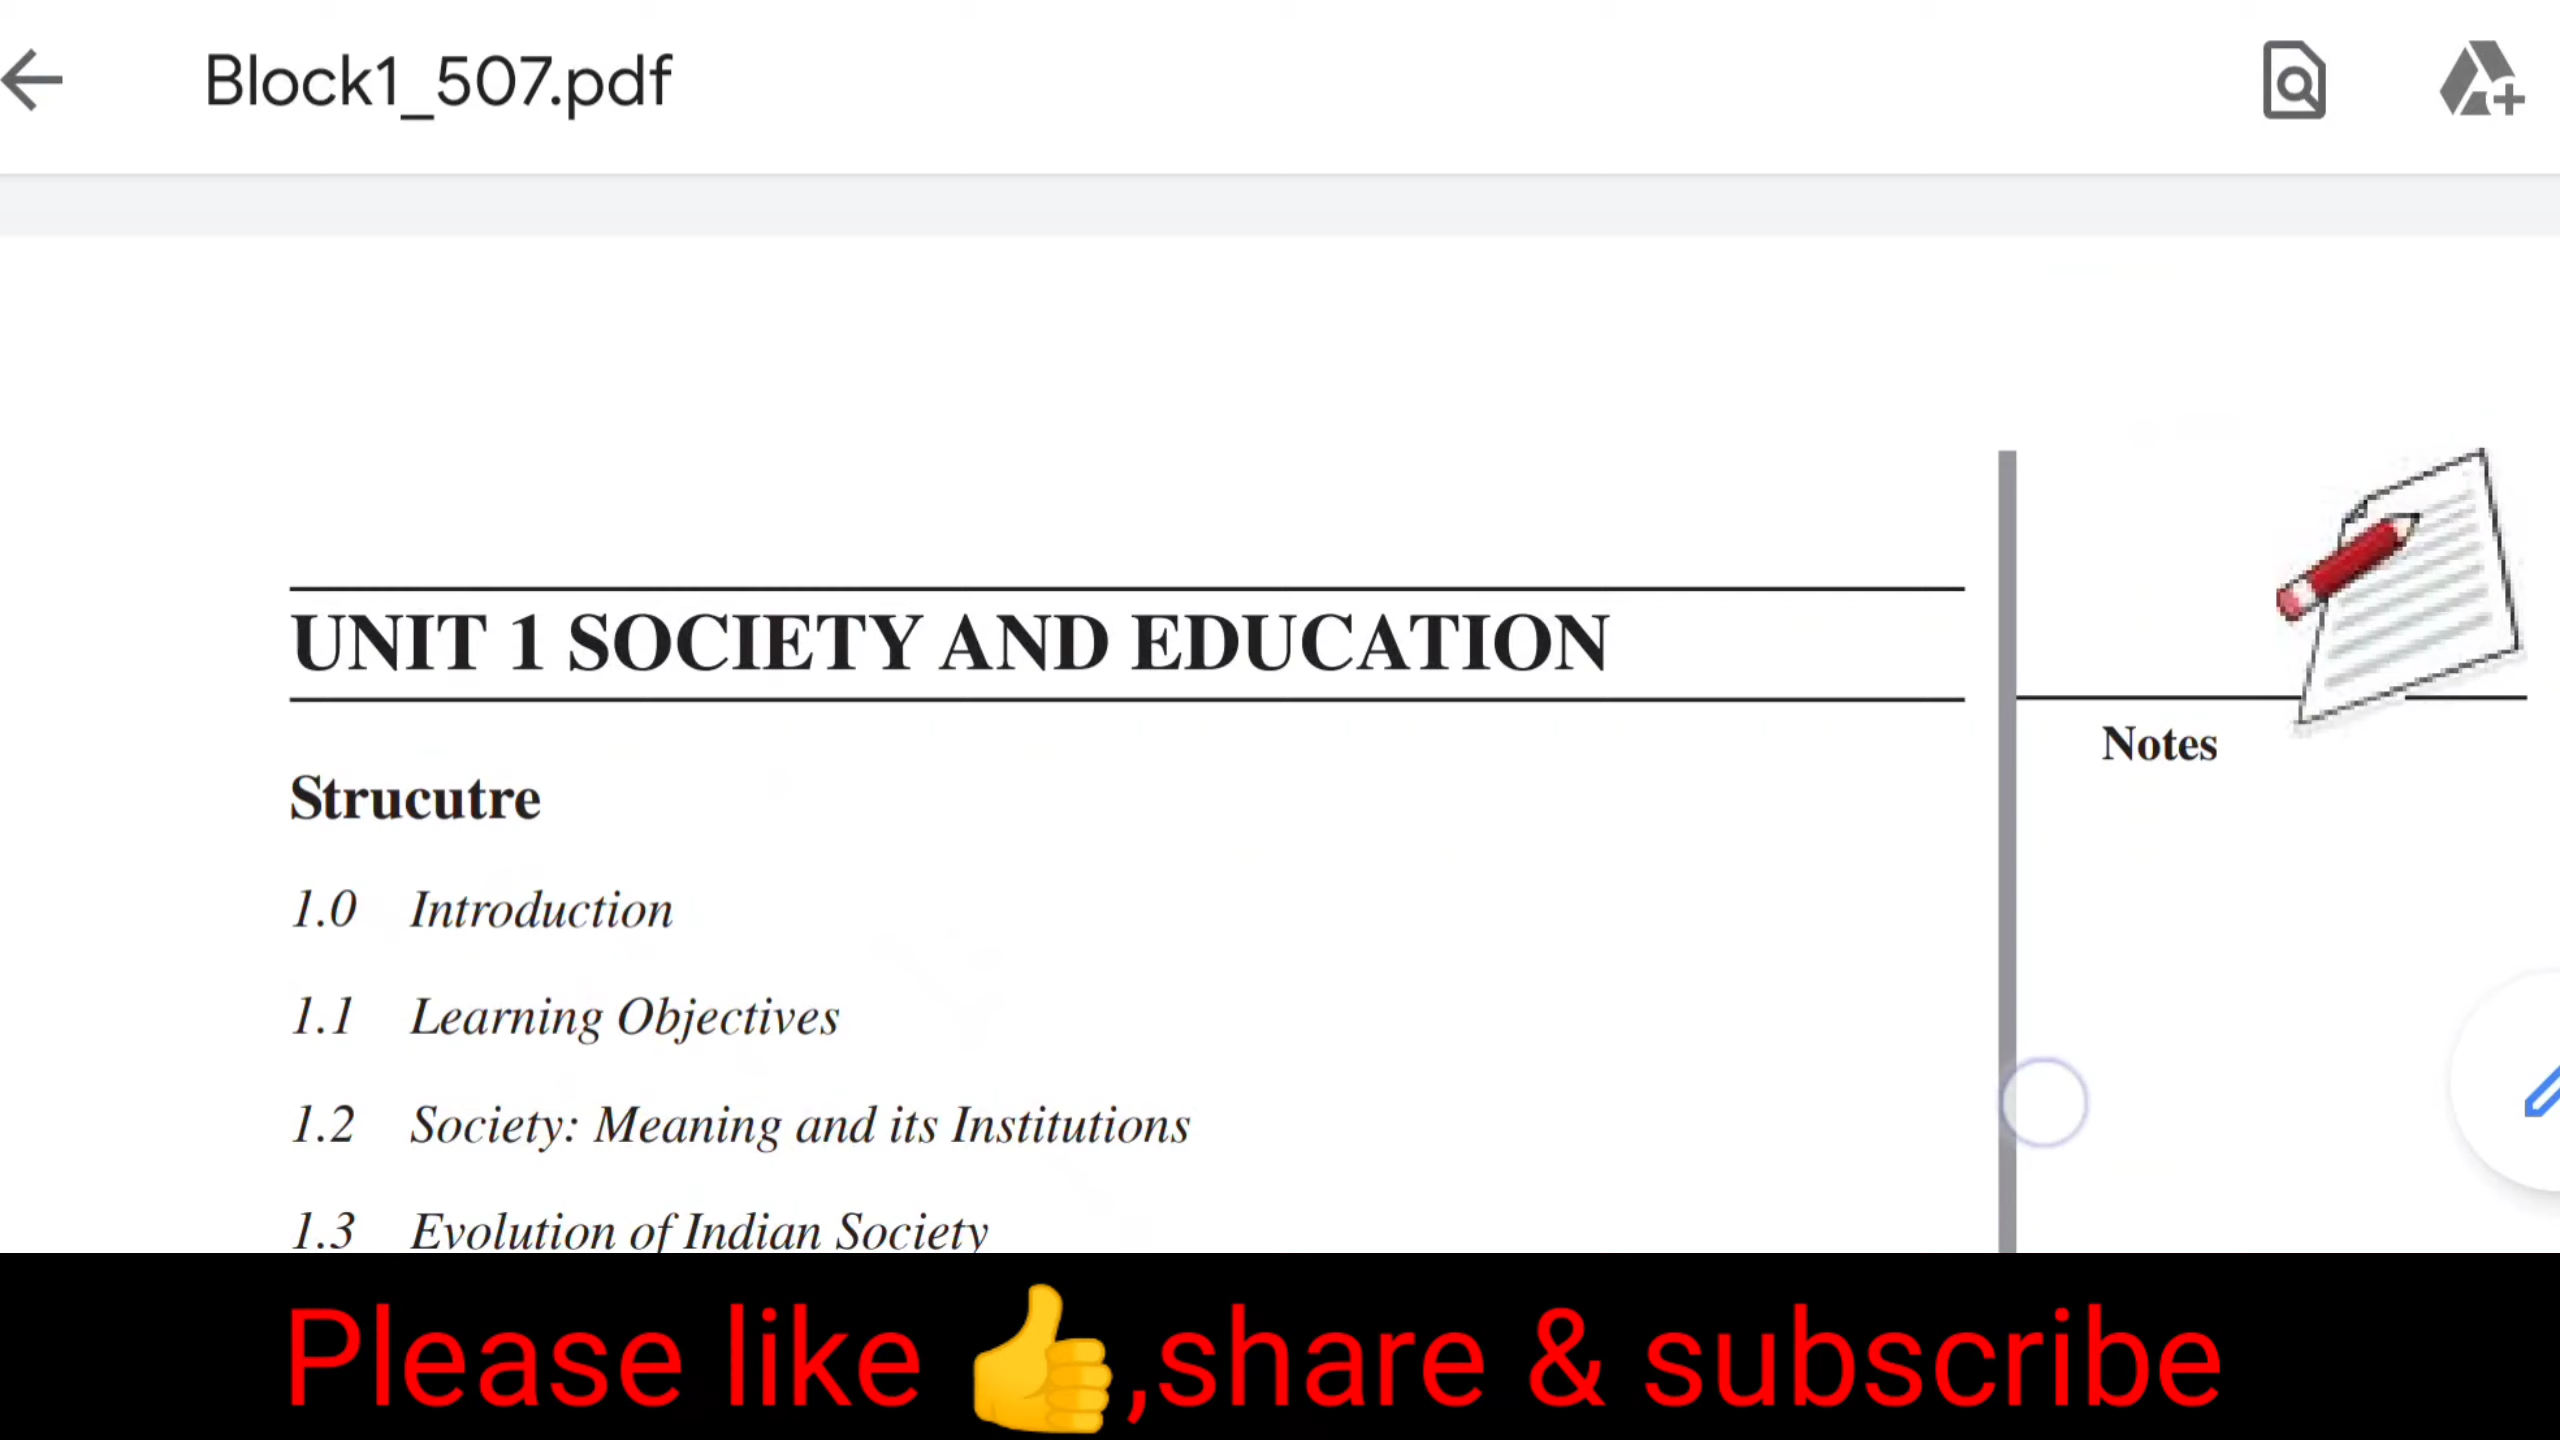 Block1_507.pdf
UNIT 1 SOCIETY AND EDUCATION
Notes
Strucutre
1.0 Introduction
1.1 Learning Objectives
1.2 Society: Meaning and its Institutions
1.3 Evolution of Indian Society
Please like 👍,share & subscribe